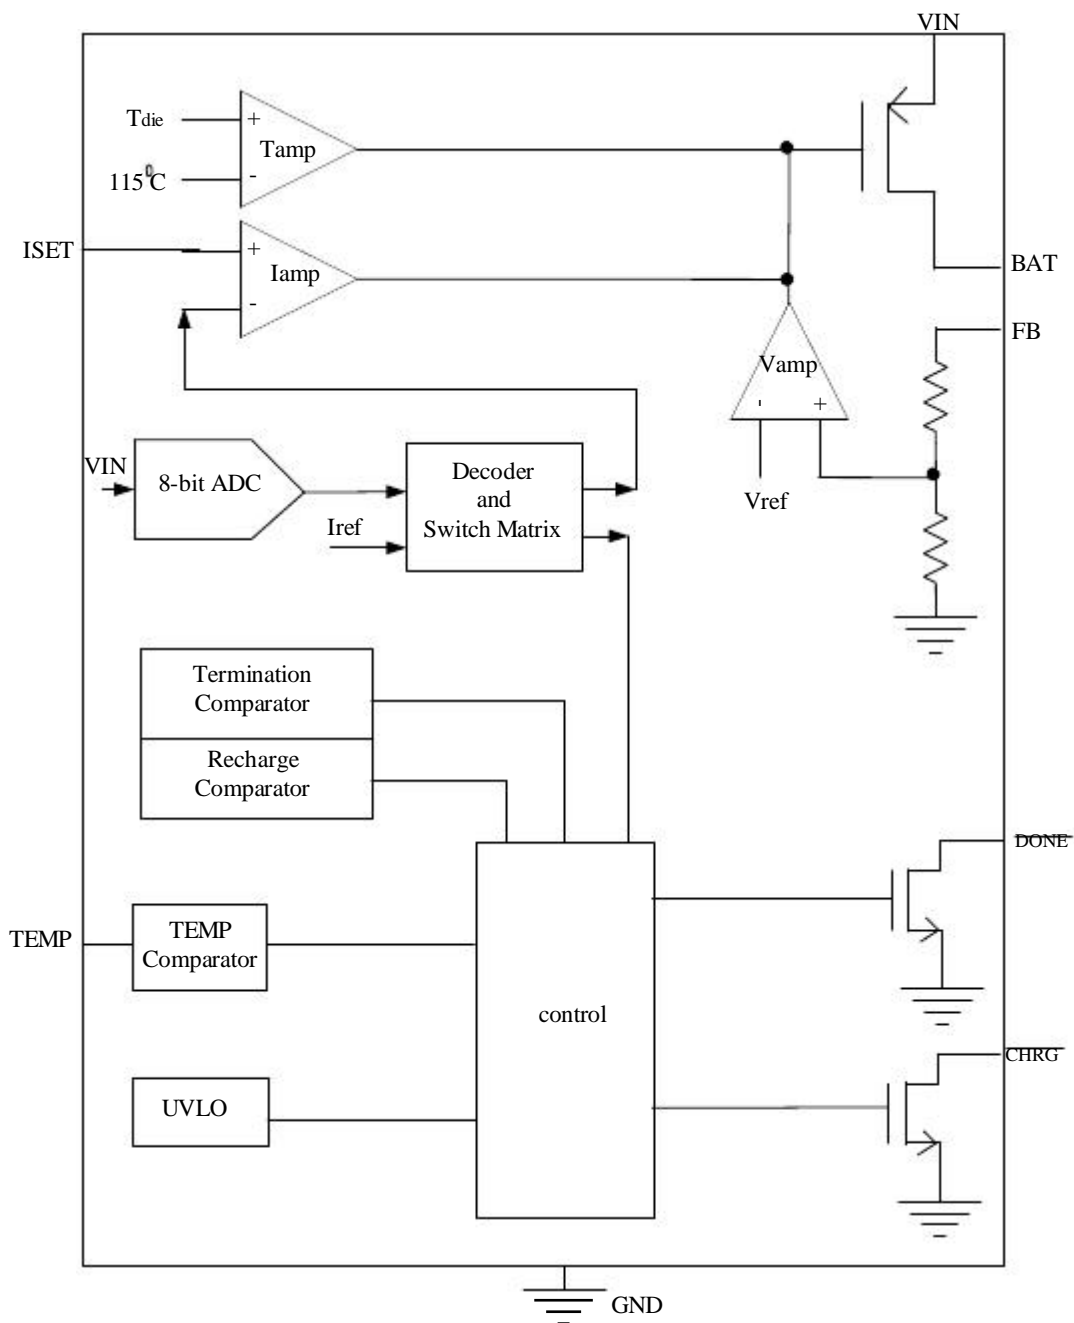 VIN
Tdie
+
Tamp
115°C
-
ISET
+
Iamp
-
BAT
FB
Vamp
- +
VIN
8-bit ADC
Decoder
and
Switch Matrix
Vref
Iref
Termination
Comparator
Recharge
Comparator
DONE
TEMP
TEMP
Comparator
control
CHRG
UVLO
GND